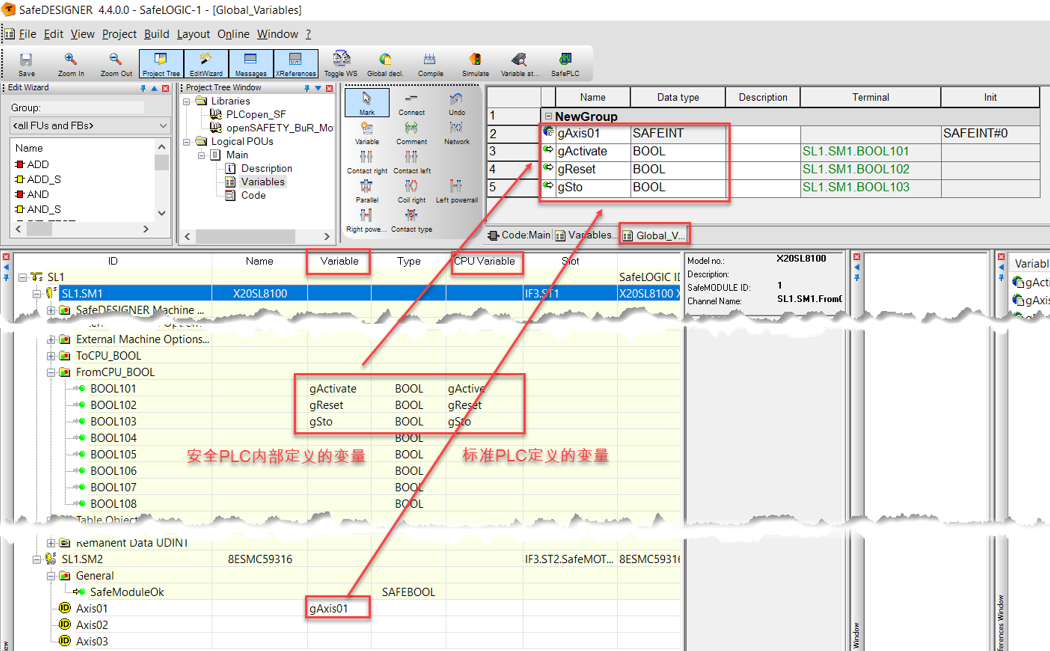 SafeDESIGNER 4.4.0.0 - SafeLOGIC-1 - [Global_Variables]
File Edit View Project Build Layout Online Window ?
Save Zoom In Zoom Out Project Tree EditWizard Messages XReferences Toggle WS Global decl. Compile Simulate Variable st... SafePLC
Edit Wizard
Group:
<all FUs and FBs>
Name
ADD
ADD_S
AND
AND_S
Project Tree Window
Libraries
PLCopen_SF
openSAFETY_BuR_Mo
Logical POUs
Main
Description
Variables
Code
Mark Connect Undo
Variable Comment Network
Contact right Contact left
Parallel Coil right Left powerrail
Right powe... Contact type
Name Data type Description Terminal Init
1 NewGroup
2 gAxis01 SAFEINT SAFEINT#0
3 gActivate BOOL SL1.SM1.BOOL101
4 gReset BOOL SL1.SM1.BOOL102
5 gSto BOOL SL1.SM1.BOOL103
Code:Main Variables... Global_V...
ID Name Variable Type CPU Variable Slot
SL1 SafeLOGIC ID
SL1.SM1 X20SL8100 IF3.ST1 X20SL8100 X
SafeDESIGNER Machine ...
External Machine Options...
ToCPU_BOOL
FromCPU_BOOL
BOOL101 gActivate BOOL gActive
BOOL102 gReset BOOL gReset
BOOL103 gSto BOOL gSto
BOOL104 BOOL
BOOL105 BOOL
BOOL106 BOOL
BOOL107 BOOL
BOOL108 BOOL
安全PLC内部定义的变量
标准PLC定义的变量
Table Object
Remanent Data UDINT
SL1.SM2 8ESMC59316 IF3.ST2.SafeMOT... 8ESMC59316
General
SafeModuleOk SAFEBOOL
Axis01 gAxis01
Axis02
Axis03
Model no.: X20SL8100
Description:
SafeMODULE ID: 1
Channel Name: SL1.SM1.FromC
Window
Variabl
gActi
gAxis
erences Window